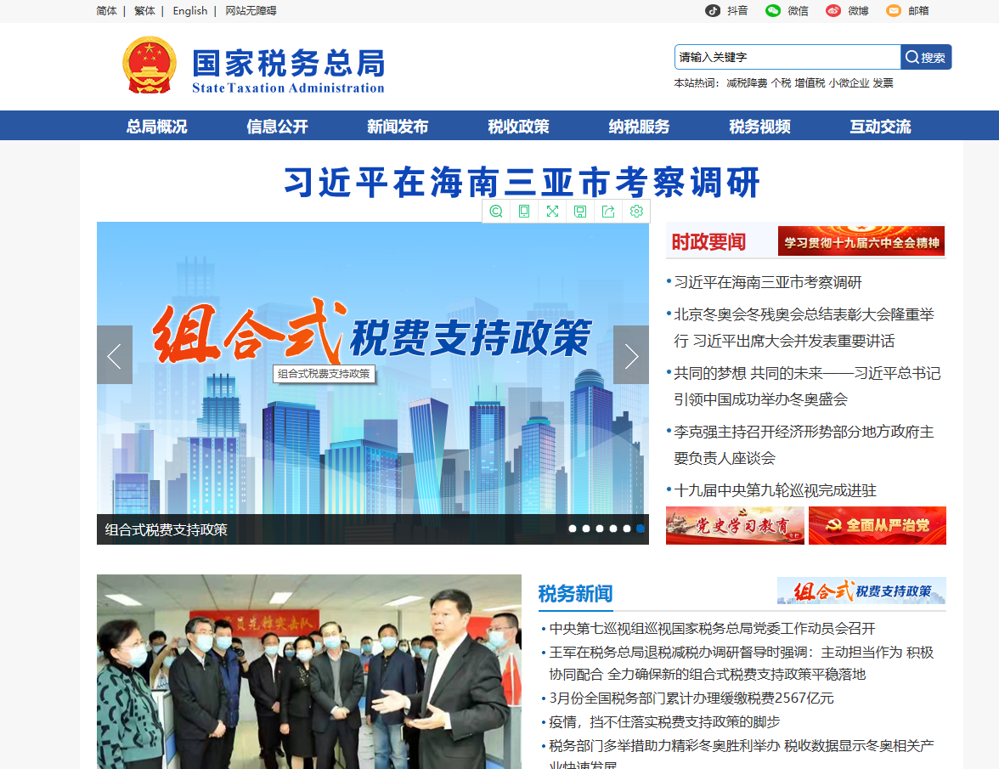 简体 | 繁体 | English | 网站无障碍
抖音 微信 微博 邮箱
国家税务总局
State Taxation Administration
请输入关键字
搜索
本站热词： 减税降费 个税 增值税 小微企业 发票
总局概况 信息公开 新闻发布 税收政策 纳税服务 税务视频 互动交流
习近平在海南三亚市考察调研
组合式税费支持政策
组合式税费支持政策
组合式税费支持政策
时政要闻
学习贯彻十九届六中全会精神
习近平在海南三亚市考察调研
北京冬奥会冬残奥会总结表彰大会隆重举
行 习近平出席大会并发表重要讲话
共同的梦想 共同的未来——习近平总书记
引领中国成功举办冬奥盛会
李克强主持召开经济形势部分地方政府主
要负责人座谈会
十九届中央第九轮巡视完成进驻
党史学习教育
全面从严治党
员先锋突击队
税务新闻
组合式税费支持政策
中央第七巡视组巡视国家税务总局党委工作动员会召开
王军在税务总局退税减税办调研督导时强调：主动担当作为 积极
协同配合 全力确保新的组合式税费支持政策平稳落地
3月份全国税务部门累计办理缓缴税费2567亿元
疫情，挡不住落实税费支持政策的脚步
税务部门多举措助力精彩冬奥胜利举办 税收数据显示冬奥相关产
业快速发展